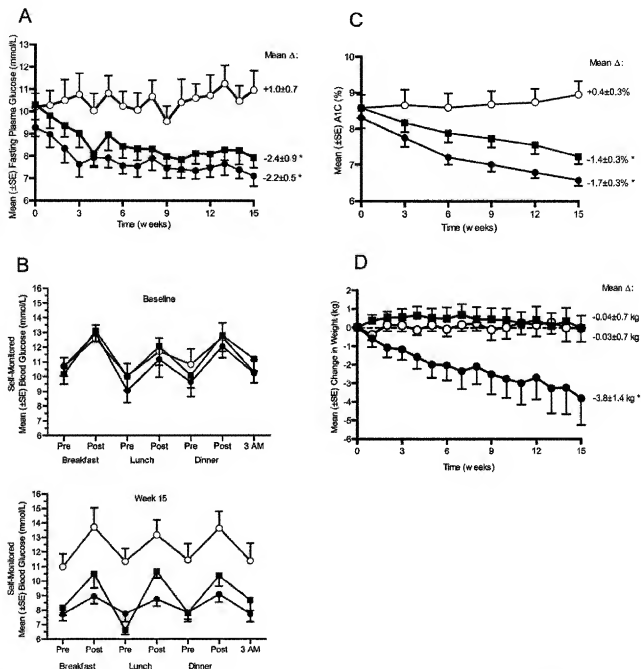 A
Mean (±SE) Fasting Plasma Glucose (mmol/L)
13
12
11
10
9
8
7
6
0 3 6 9 12 15
Time (weeks)
Mean Δ:
+1.0±0.7
-2.4±0.9 *
-2.2±0.5 *
B
Self-Monitored
Mean (±SE) Blood Glucose (mmol/L)
Baseline
16
15
14
13
12
11
10
9
8
7
6
Pre Post Pre Post Pre Post 3 AM
Breakfast Lunch Dinner
Self-Monitored
Mean (±SE) Blood Glucose (mmol/L)
Week 15
16
15
14
13
12
11
10
9
8
7
6
Pre Post Pre Post Pre Post 3 AM
Breakfast Lunch Dinner
C
Mean (±SE) A1C (%)
10
9
8
7
6
0 3 6 9 12 15
Time (weeks)
Mean Δ:
+0.4±0.3%
-1.4±0.3% *
-1.7±0.3% *
D
Mean (±SE) Change in Weight (kg)
2
1
0
-1
-2
-3
-4
-5
-6
0 3 6 9 12 15
Time (weeks)
Mean Δ:
-0.04±0.7 kg
-0.03±0.7 kg
-3.8±1.4 kg *